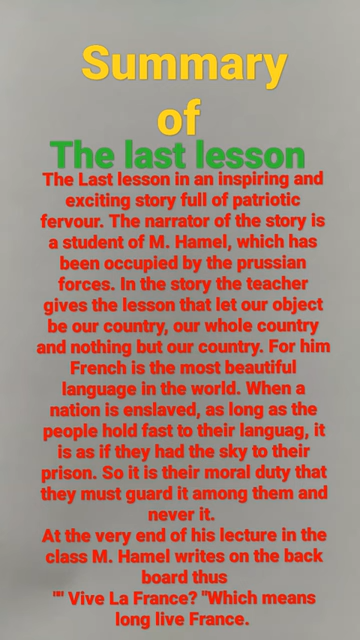 Summary
of
The last lesson
The Last lesson in an inspiring and
exciting story full of patriotic
fervour. The narrator of the story is
a student of M. Hamel, which has
been occupied by the prussian
forces. In the story the teacher
gives the lesson that let our object
be our country, our whole country
and nothing but our country. For him
French is the most beautiful
language in the world. When a
nation is enslaved, as long as the
people hold fast to their languag, it
is as if they had the sky to their
prison. So it is their moral duty that
they must guard it among them and
never it.
At the very end of his lecture in the
class M. Hamel writes on the back
board thus
"" Vive La France? "Which means
long live France.